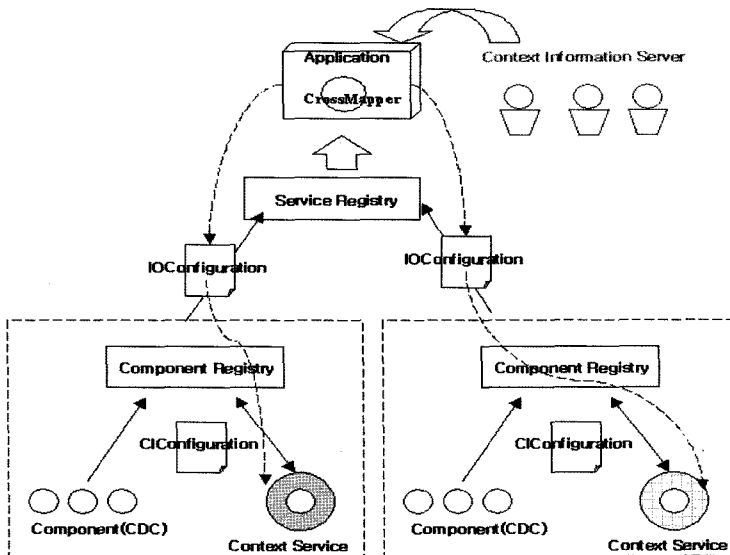 Application
Context Information Server
CrossMapper
Service Registry
IOConfiguration
IOConfiguration
Component Registry
Component Registry
CIConfiguration
CIConfiguration
Component(CDC)
Context Service
Component(CDC)
Context Service